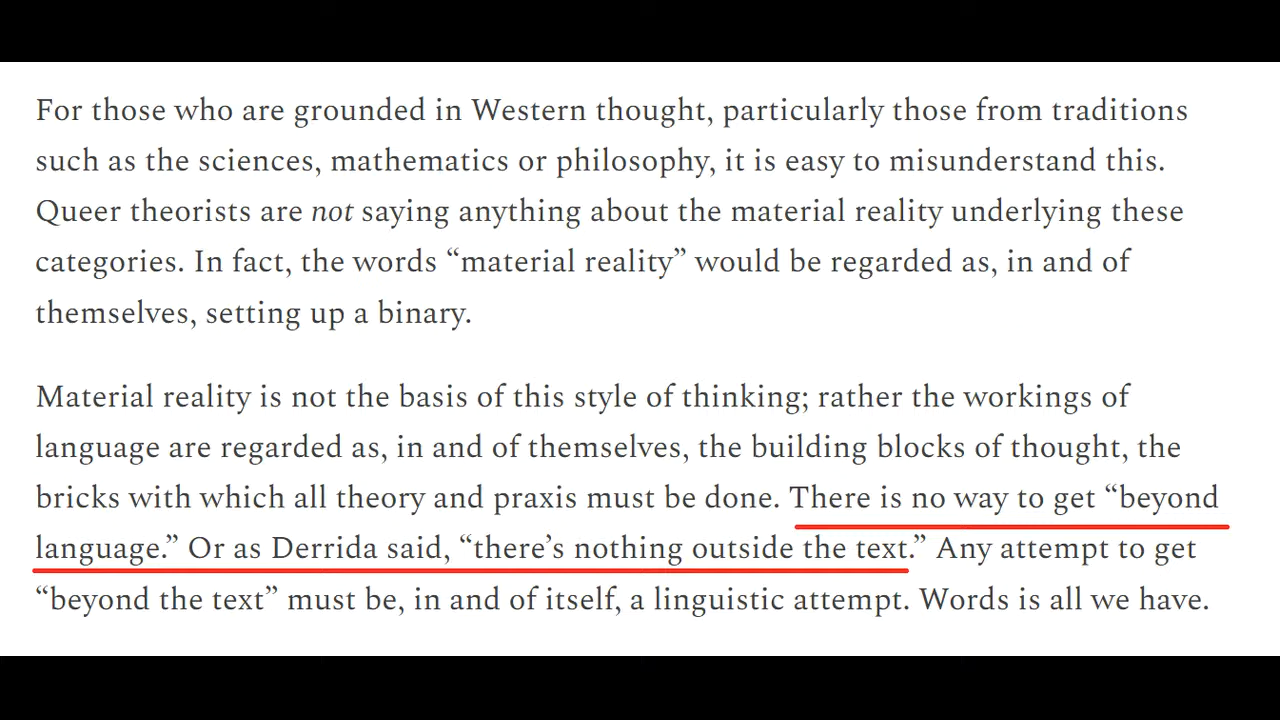 For those who are grounded in Western thought, particularly those from traditions
such as the sciences, mathematics or philosophy, it is easy to misunderstand this.
Queer theorists are not saying anything about the material reality underlying these
categories. In fact, the words “material reality” would be regarded as, in and of
themselves, setting up a binary.
Material reality is not the basis of this style of thinking; rather the workings of
language are regarded as, in and of themselves, the building blocks of thought, the
bricks with which all theory and praxis must be done. There is no way to get “beyond
language.” Or as Derrida said, “there’s nothing outside the text.” Any attempt to get
“beyond the text” must be, in and of itself, a linguistic attempt. Words is all we have.